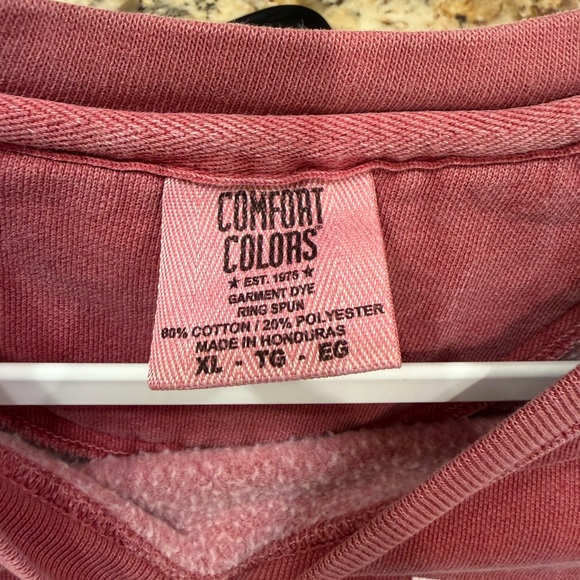 COMFORT
COLORS®
★ EST. 1975 ★
GARMENT DYE
RING SPUN
80% COTTON / 20% POLYESTER
MADE IN HONDURAS
XL - TG - EG